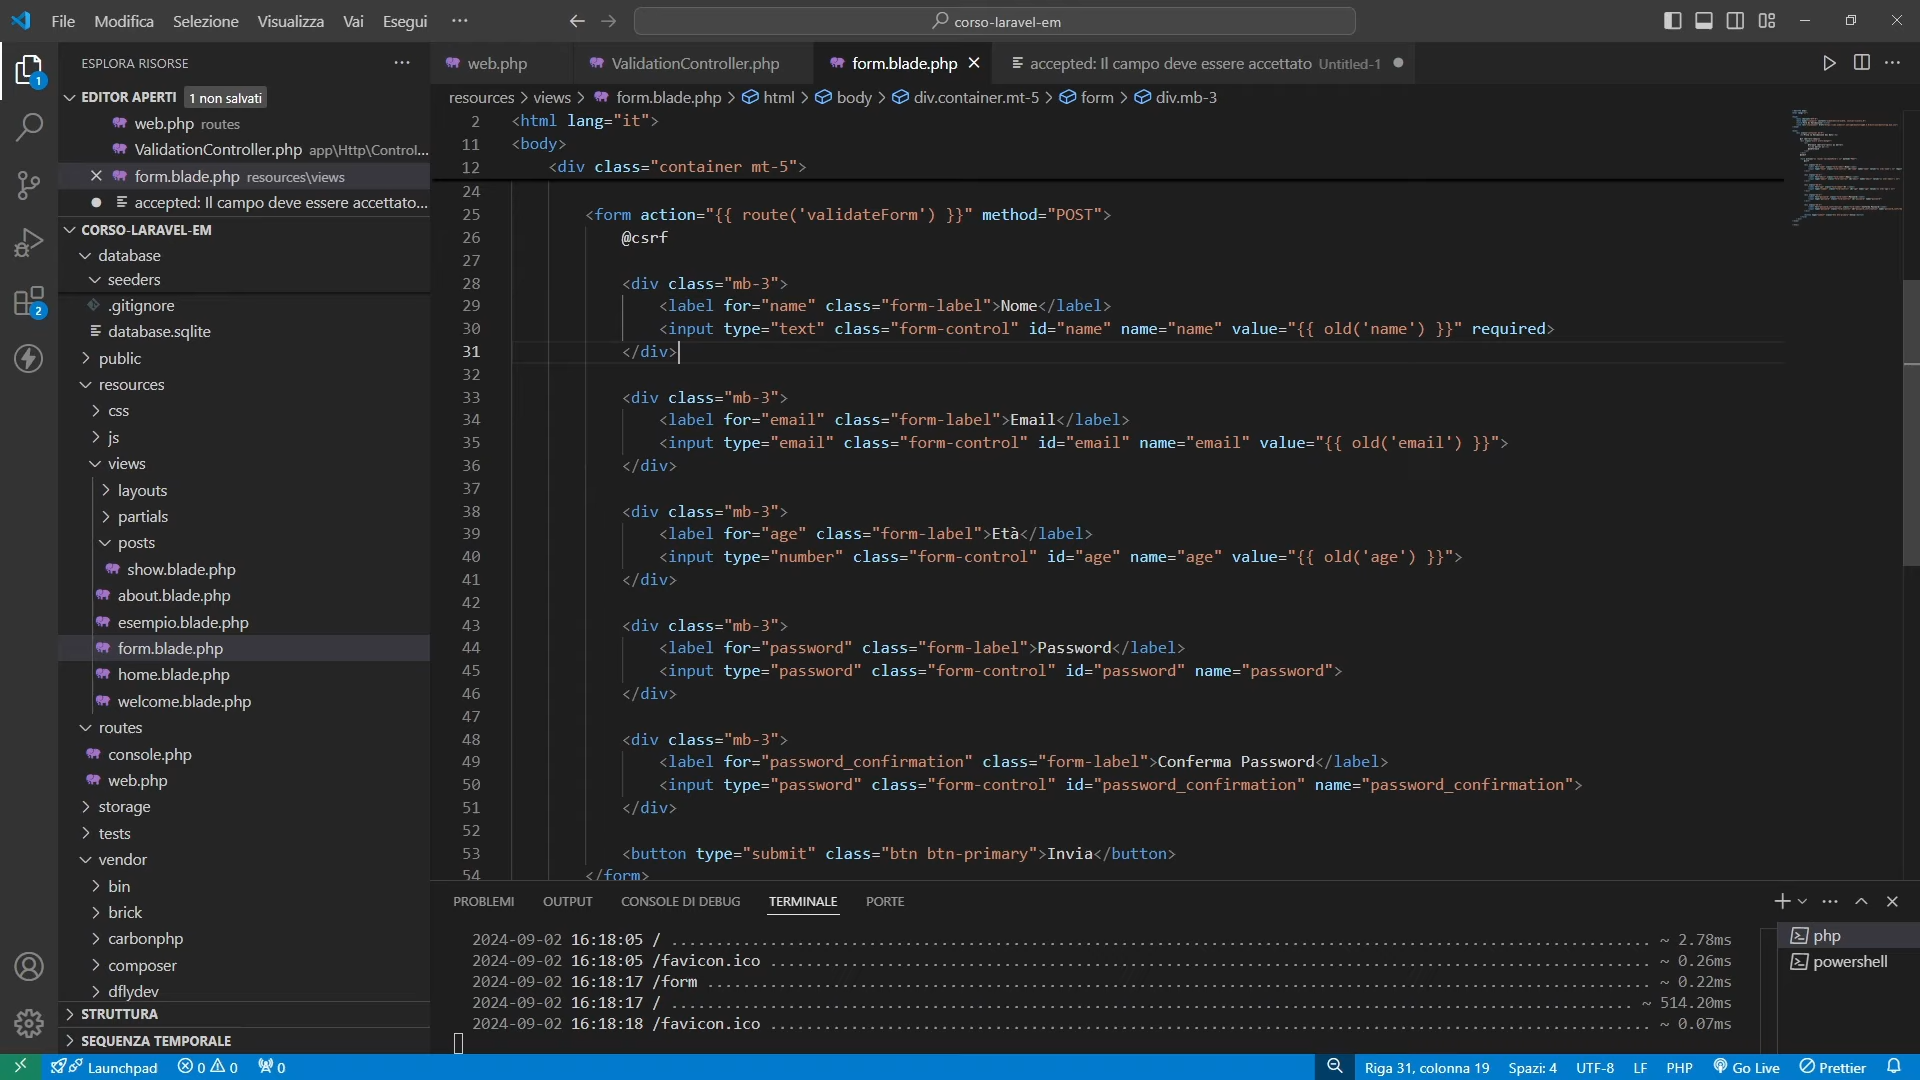 File Modifica Selezione Visualizza Vai Esegui ···
corso-laravel-em
ESPLORA RISORSE ···
EDITOR APERTI 1 non salvati
web.php routes
ValidationController.php app\Http\Control...
form.blade.php resources\views
accepted: Il campo deve essere accettato...
CORSO-LARAVEL-EM
database
seeders
.gitignore
database.sqlite
public
resources
css
js
views
layouts
partials
posts
show.blade.php
about.blade.php
esempio.blade.php
form.blade.php
home.blade.php
welcome.blade.php
routes
console.php
web.php
storage
tests
vendor
bin
brick
carbonphp
composer
dflydev
STRUTTURA
SEQUENZA TEMPORALE
1
2
web.php
ValidationController.php
form.blade.php
accepted: Il campo deve essere accettato Untitled-1
resources > views > form.blade.php > html > body > div.container.mt-5 > form > div.mb-3
2 <html lang="it">
11 <body>
12 <div class="container mt-5">
24
25 <form action="{{ route('validateForm') }}" method="POST">
26 @csrf
27
28 <div class="mb-3">
29 <label for="name" class="form-label">Nome</label>
30 <input type="text" class="form-control" id="name" name="name" value="{{ old('name') }}" required>
31 </div>
32
33 <div class="mb-3">
34 <label for="email" class="form-label">Email</label>
35 <input type="email" class="form-control" id="email" name="email" value="{{ old('email') }}">
36 </div>
37
38 <div class="mb-3">
39 <label for="age" class="form-label">Età</label>
40 <input type="number" class="form-control" id="age" name="age" value="{{ old('age') }}">
41 </div>
42
43 <div class="mb-3">
44 <label for="password" class="form-label">Password</label>
45 <input type="password" class="form-control" id="password" name="password">
46 </div>
47
48 <div class="mb-3">
49 <label for="password_confirmation" class="form-label">Conferma Password</label>
50 <input type="password" class="form-control" id="password_confirmation" name="password_confirmation">
51 </div>
52
53 <button type="submit" class="btn btn-primary">Invia</button>
54 </form>
PROBLEMI OUTPUT CONSOLE DI DEBUG TERMINALE PORTE
2024-09-02 16:18:05 / ........ ~ 2.78ms
2024-09-02 16:18:05 /favicon.ico ........ ~ 0.26ms
2024-09-02 16:18:17 /form ........ ~ 0.22ms
2024-09-02 16:18:17 / ........ ~ 514.20ms
2024-09-02 16:18:18 /favicon.ico ........ ~ 0.07ms
php
powershell
Launchpad 0 0 0 Riga 31, colonna 19 Spazi: 4 UTF-8 LF PHP Go Live Prettier